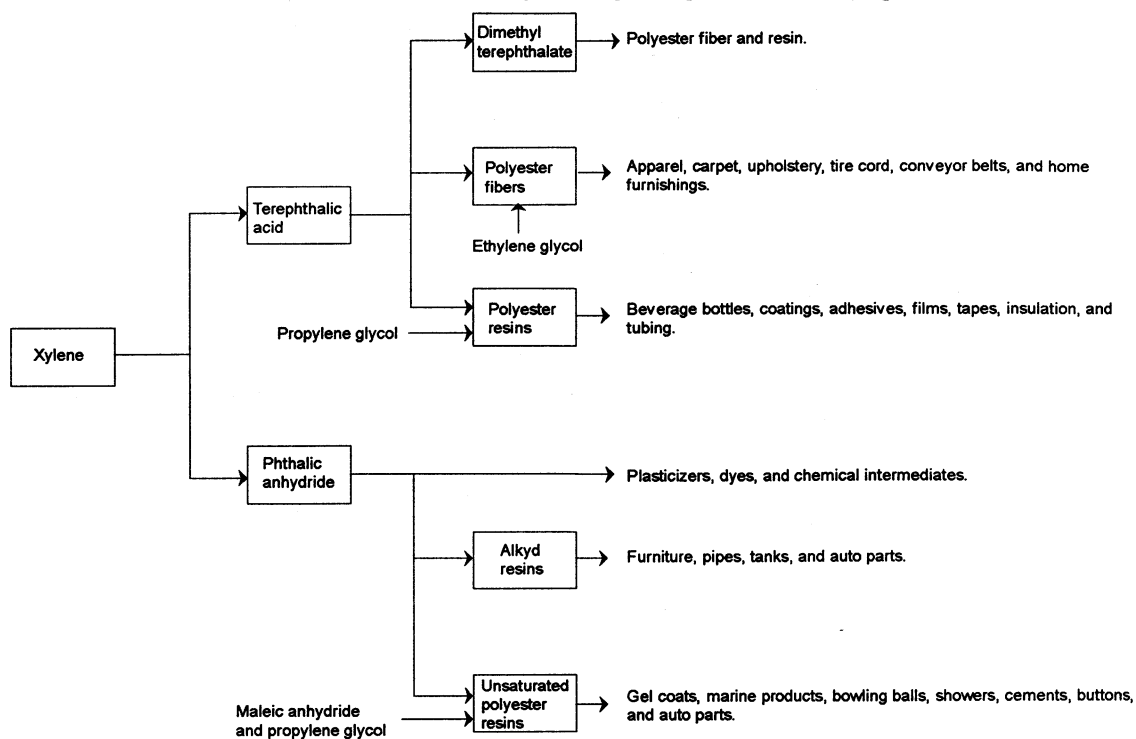 Dimethyl
terephthalate
Polyester fiber and resin.
Polyester
fibers
Apparel, carpet, upholstery, tire cord, conveyor belts, and home
furnishings.
Terephthalic
acid
Ethylene glycol
Polyester
resins
Beverage bottles, coatings, adhesives, films, tapes, insulation, and
tubing.
Propylene glycol
Xylene
Phthalic
anhydride
Plasticizers, dyes, and chemical intermediates.
Alkyd
resins
Furniture, pipes, tanks, and auto parts.
Unsaturated
polyester
resins
Gel coats, marine products, bowling balls, showers, cements, buttons,
and auto parts.
Maleic anhydride
and propylene glycol